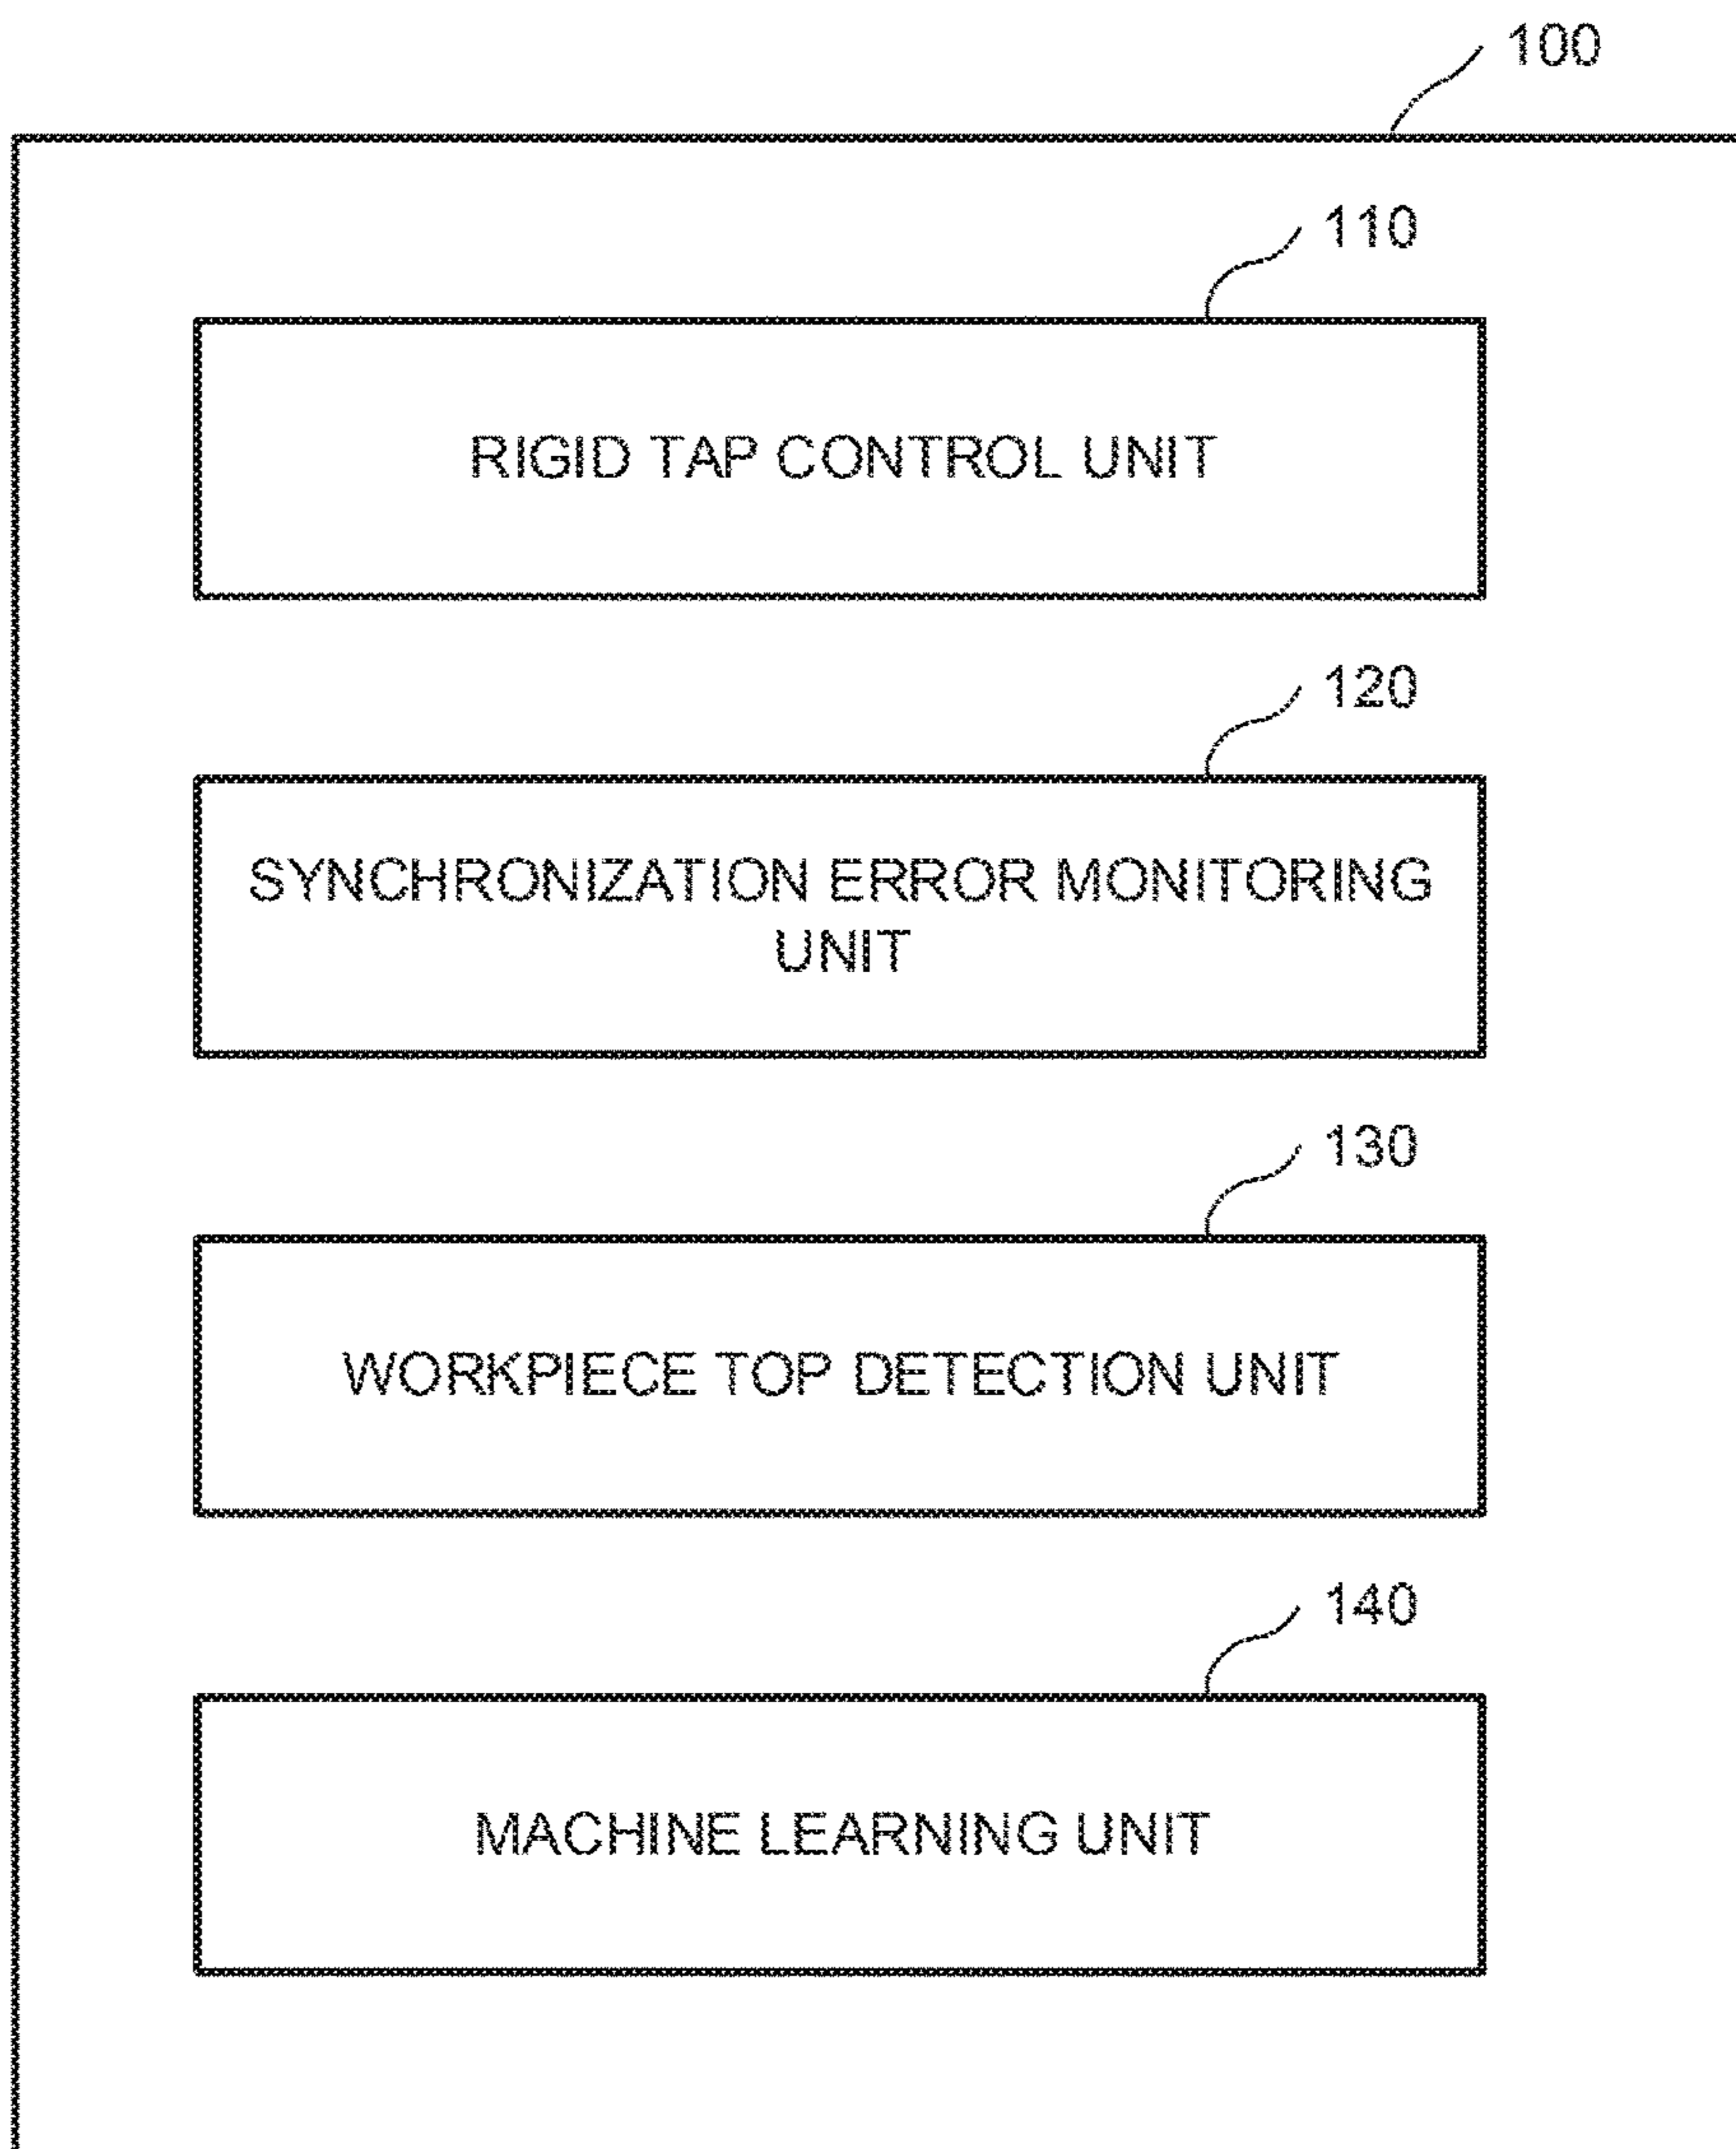 100
110
RIGID TAP CONTROL UNIT
120
SYNCHRONIZATION ERROR MONITORING
UNIT
130
WORKPIECE TOP DETECTION UNIT
140
MACHINE LEARNING UNIT